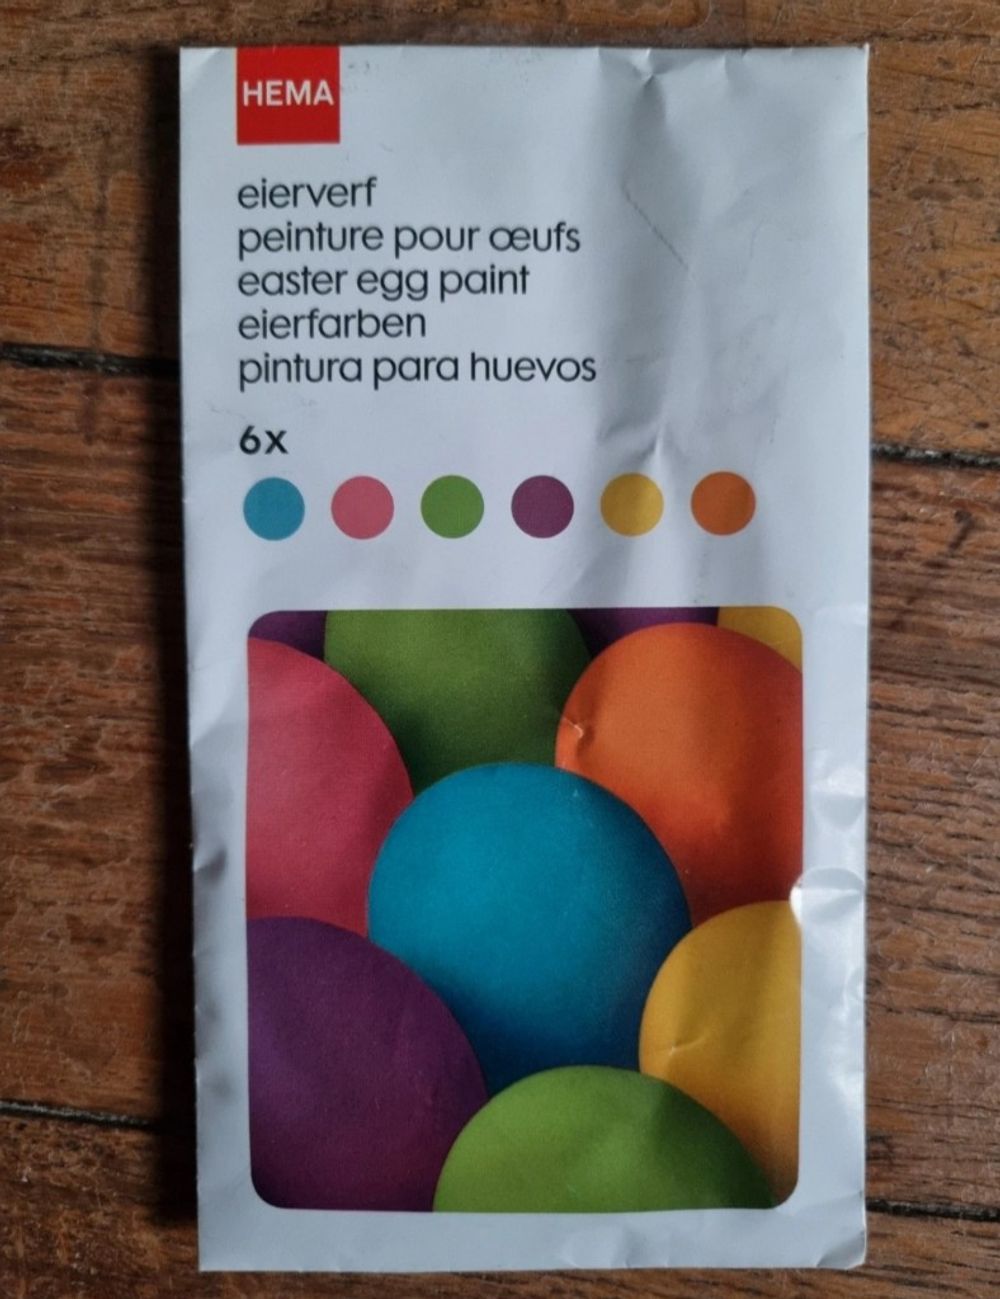 HEMA
eierverf
peinture pour œufs
easter egg paint
eierfarben
pintura para huevos
6x